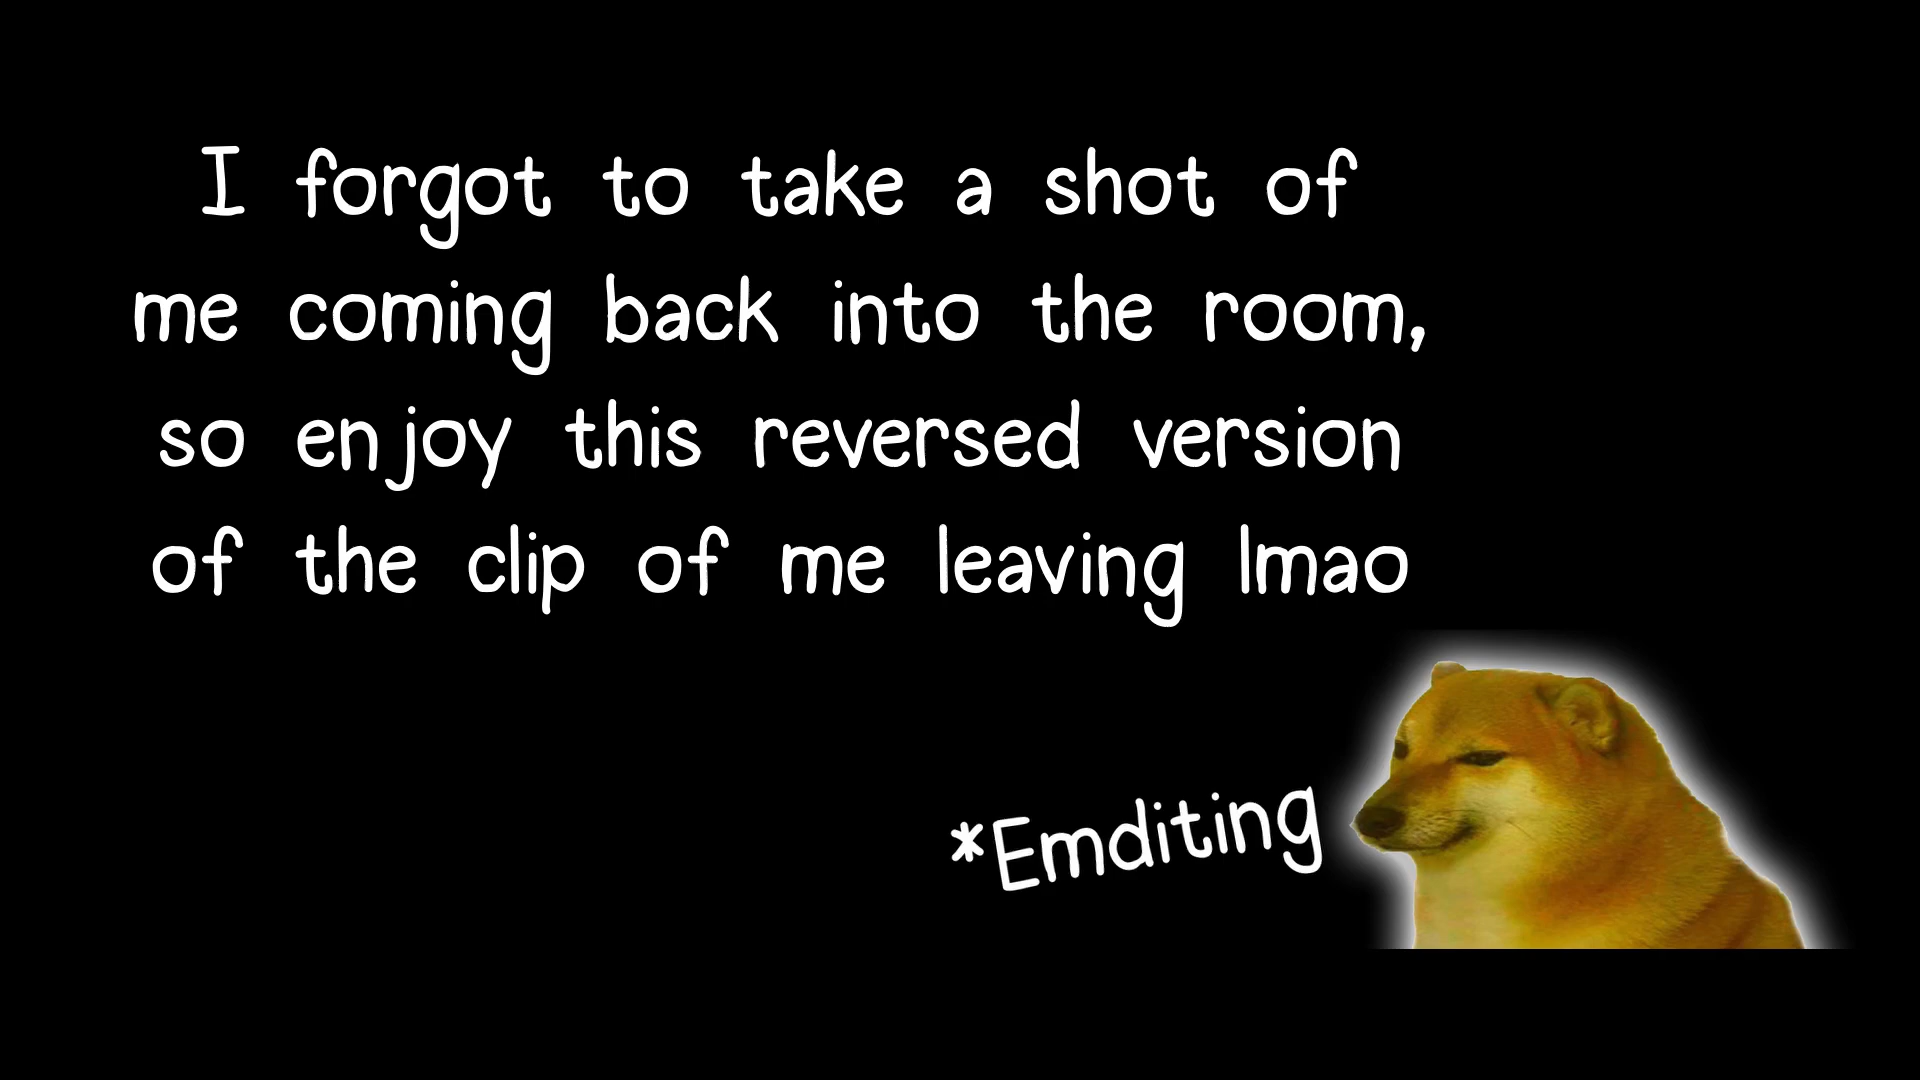 I forgot to take a shot of
me coming back into the room,
so enjoy this reversed version
of the clip of me leaving lmao
*Emditing